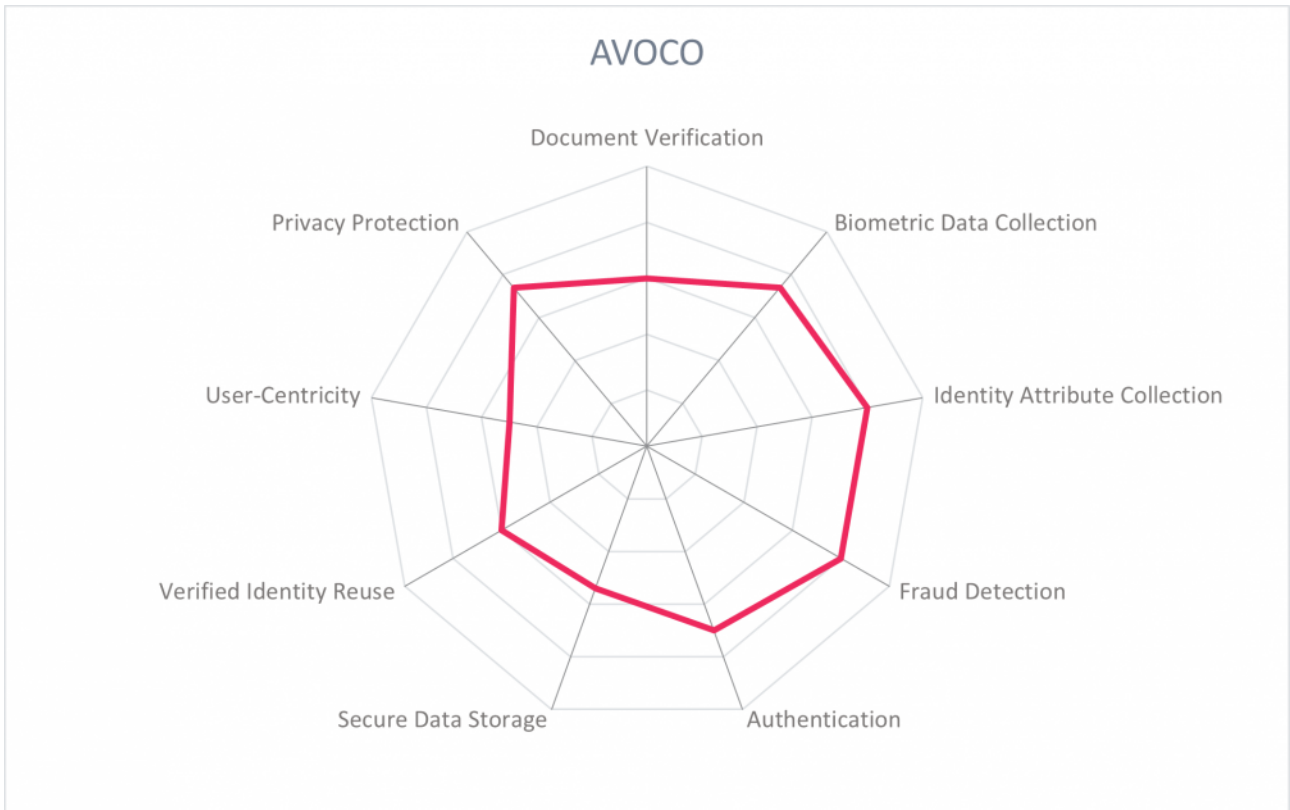 AVOCO
Document Verification
Privacy Protection
Biometric Data Collection
User-Centricity
Identity Attribute Collection
Verified Identity Reuse
Fraud Detection
Secure Data Storage
Authentication